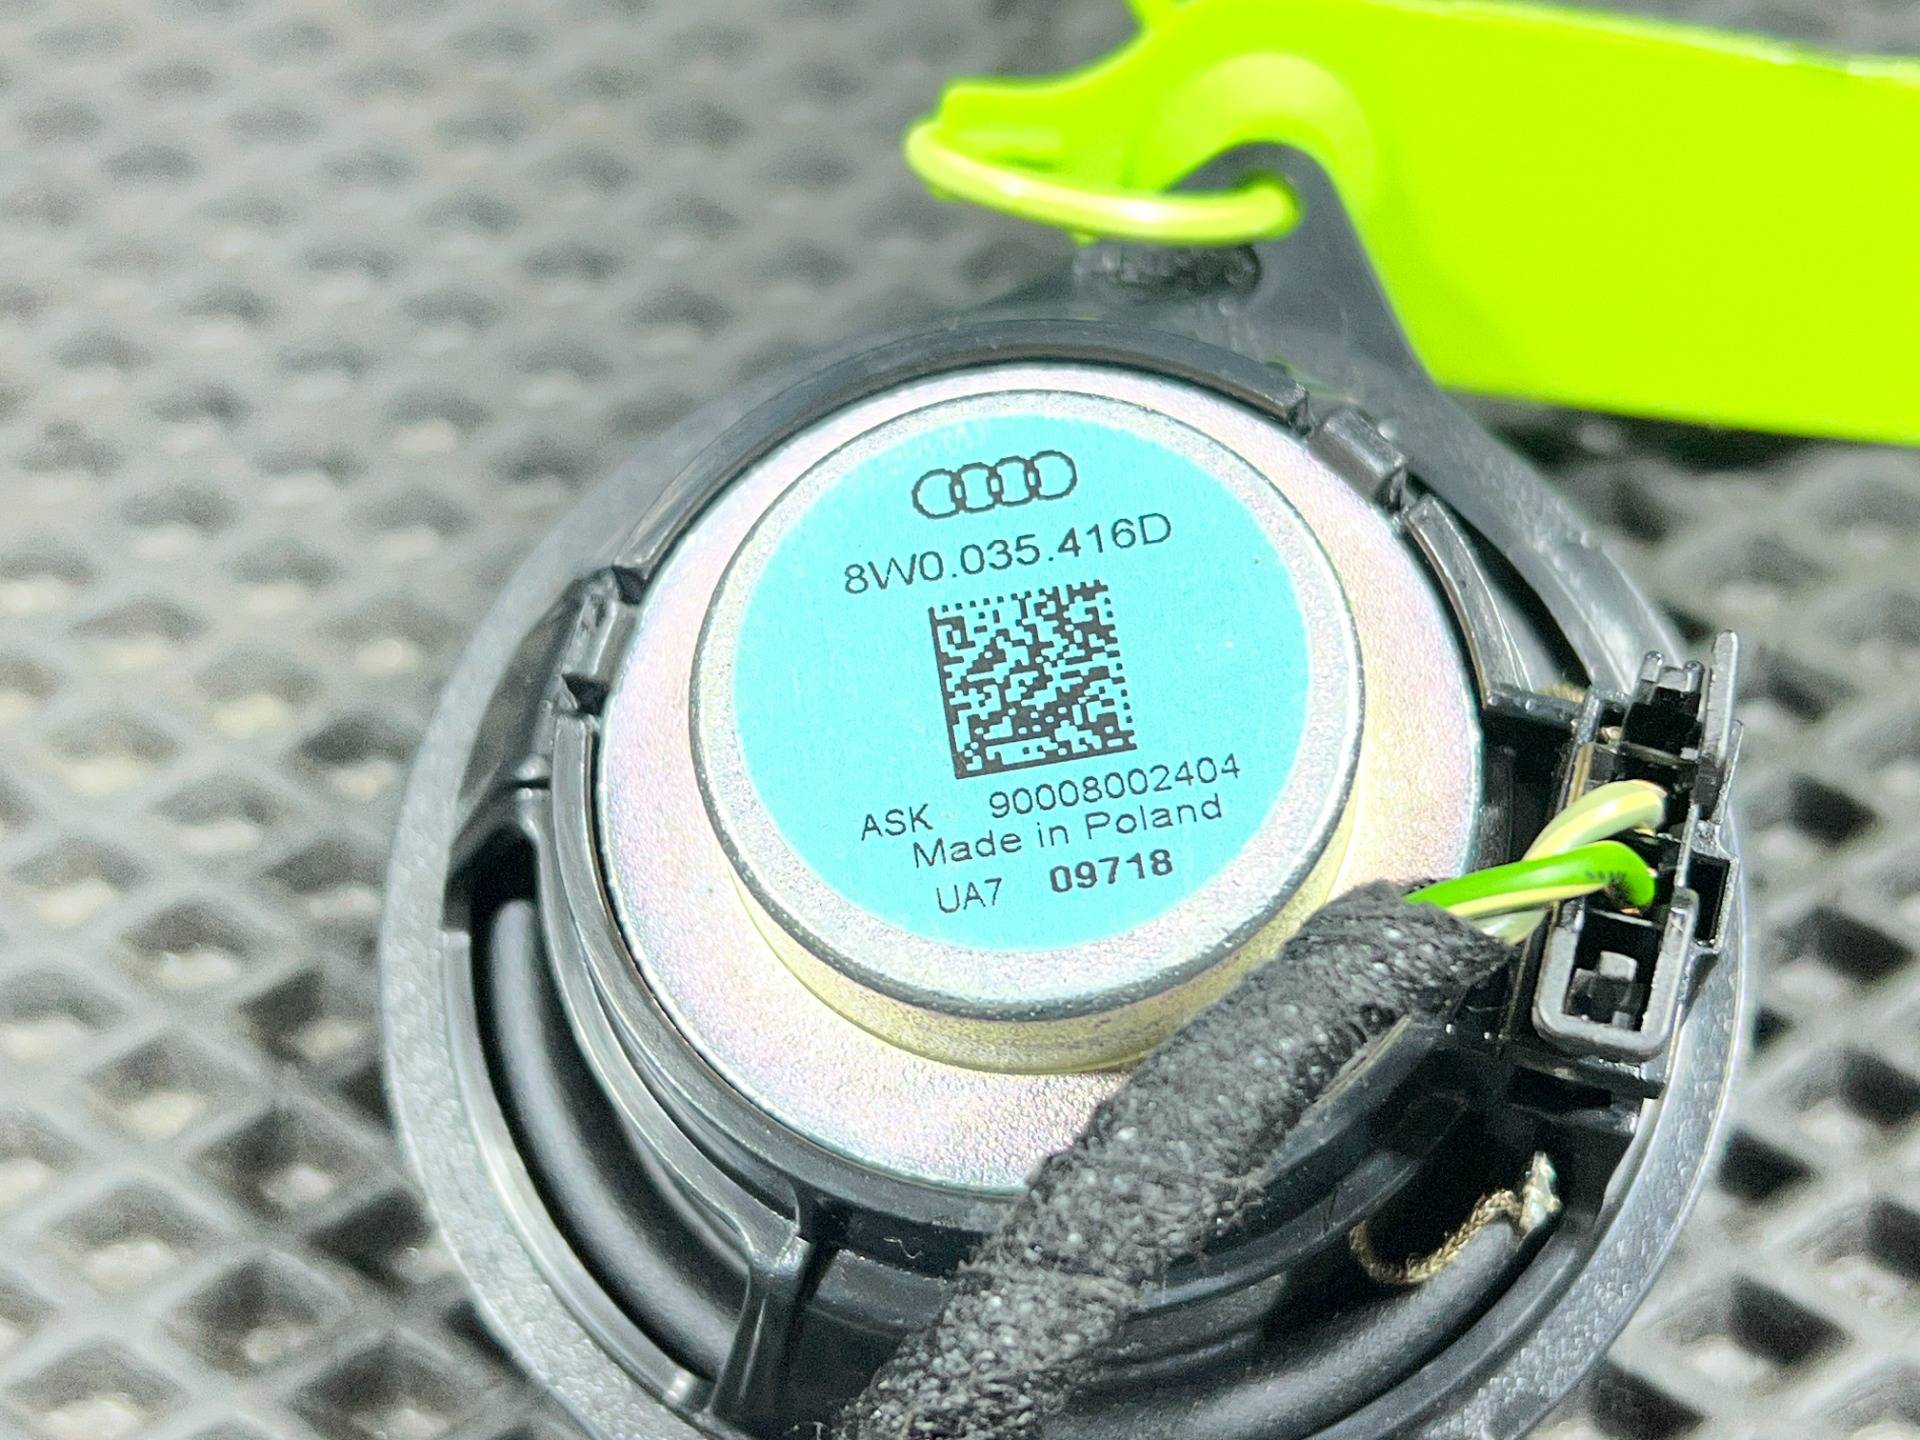 8W0.035.416D
ASK 90008002404
Made in Poland
UA7 09718